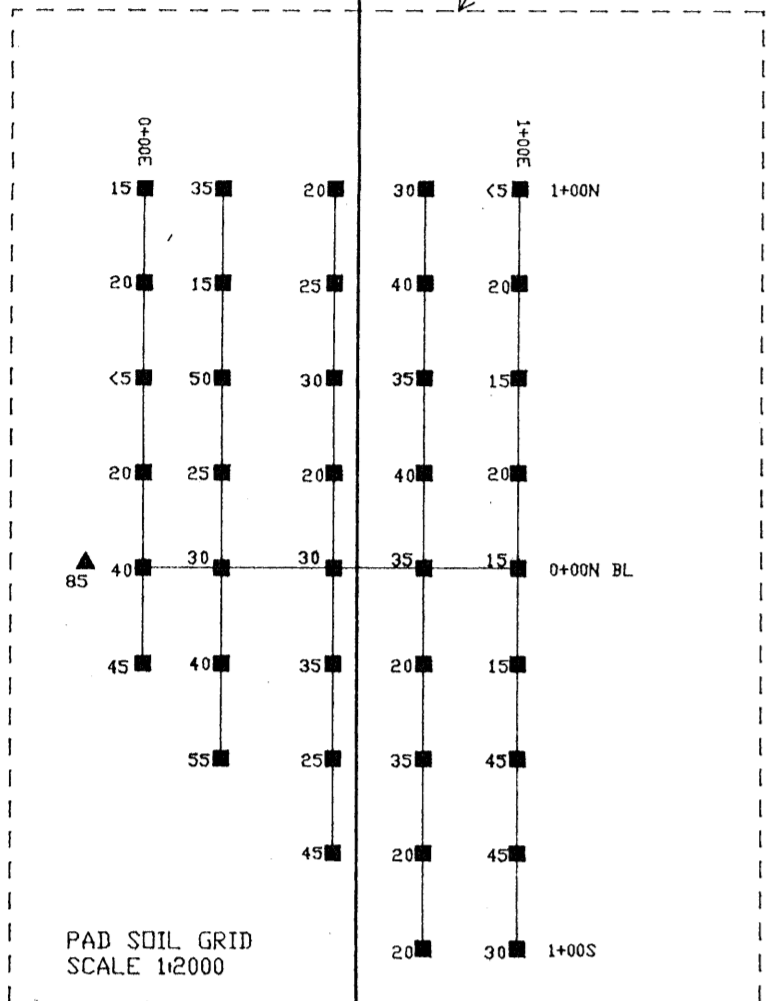 0+00E 1+00E
15 35 20 30 <5 1+00N
20 15 25 40 20
<5 50 30 35 15
20 25 20 40 20
85 40 30 30 35 15 0+00N BL
45 40 35 20 15
55 25 35 45
45 20 45
20 30 1+00S
PAD SOIL GRID
SCALE 1:2000